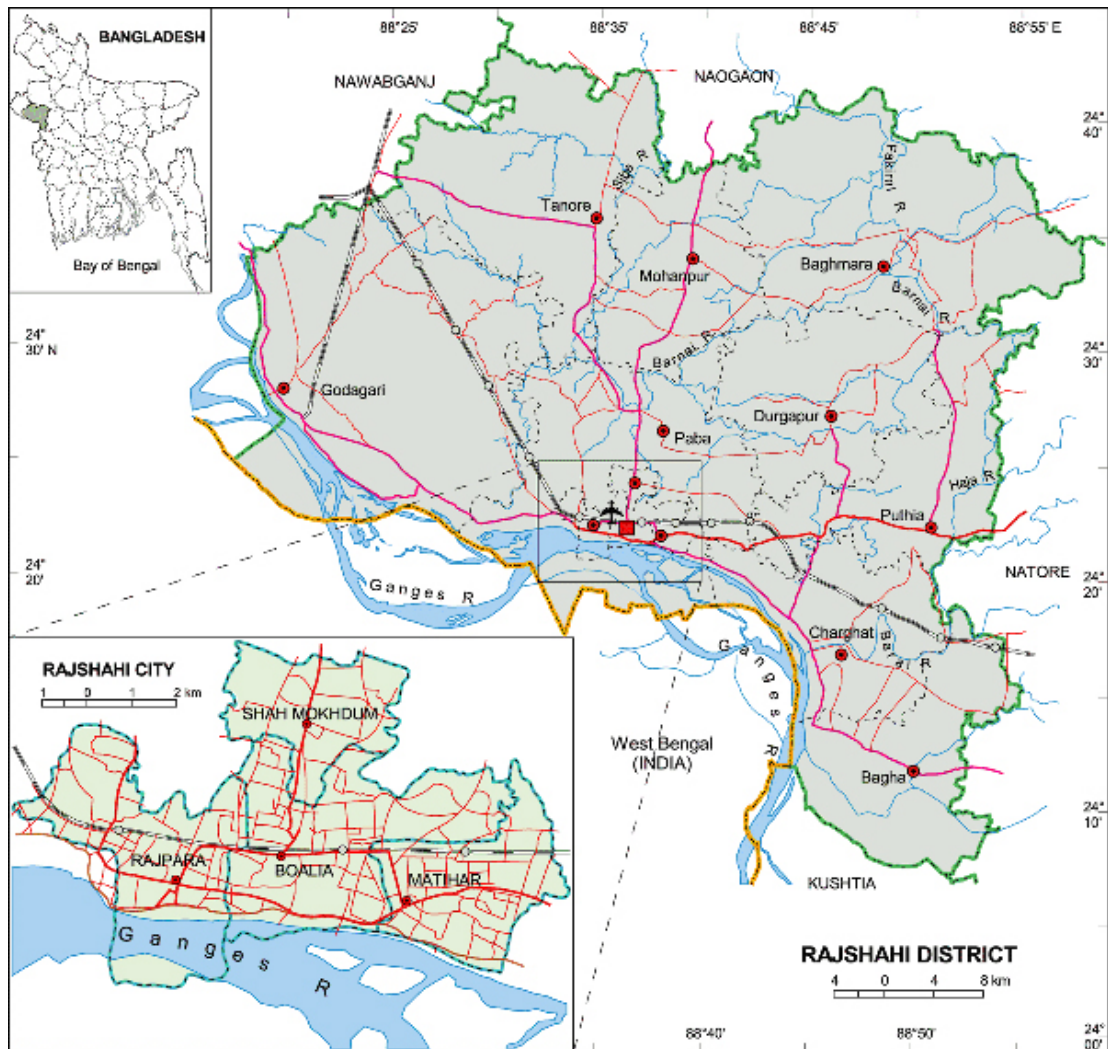 BANGLADESH
Bay of Bengal
88°25'
88°35'
88°45'
88°55' E
NAWABGANJ
NAOGAON
24°
40'
Siba R
Fakirni R
Tanore
Mohanpur
Baghmara
Barnai R
24°
30' N
24°
30'
Barnai R
Godagari
Durgapur
Paba
Haja R
Puthia
24°
20'
24°
20'
NATORE
Ganges R
Charghat
Baral R
Ganges R
West Bengal
(INDIA)
Bagha
24°
10'
KUSHTIA
RAJSHAHI CITY
1 0 1 2 km
SHAH MOKHDUM
RAJPARA
BOALIA
MATIHAR
Ganges R
RAJSHAHI DISTRICT
4 0 4 8 km
88°40'
88°50'
24°
00'